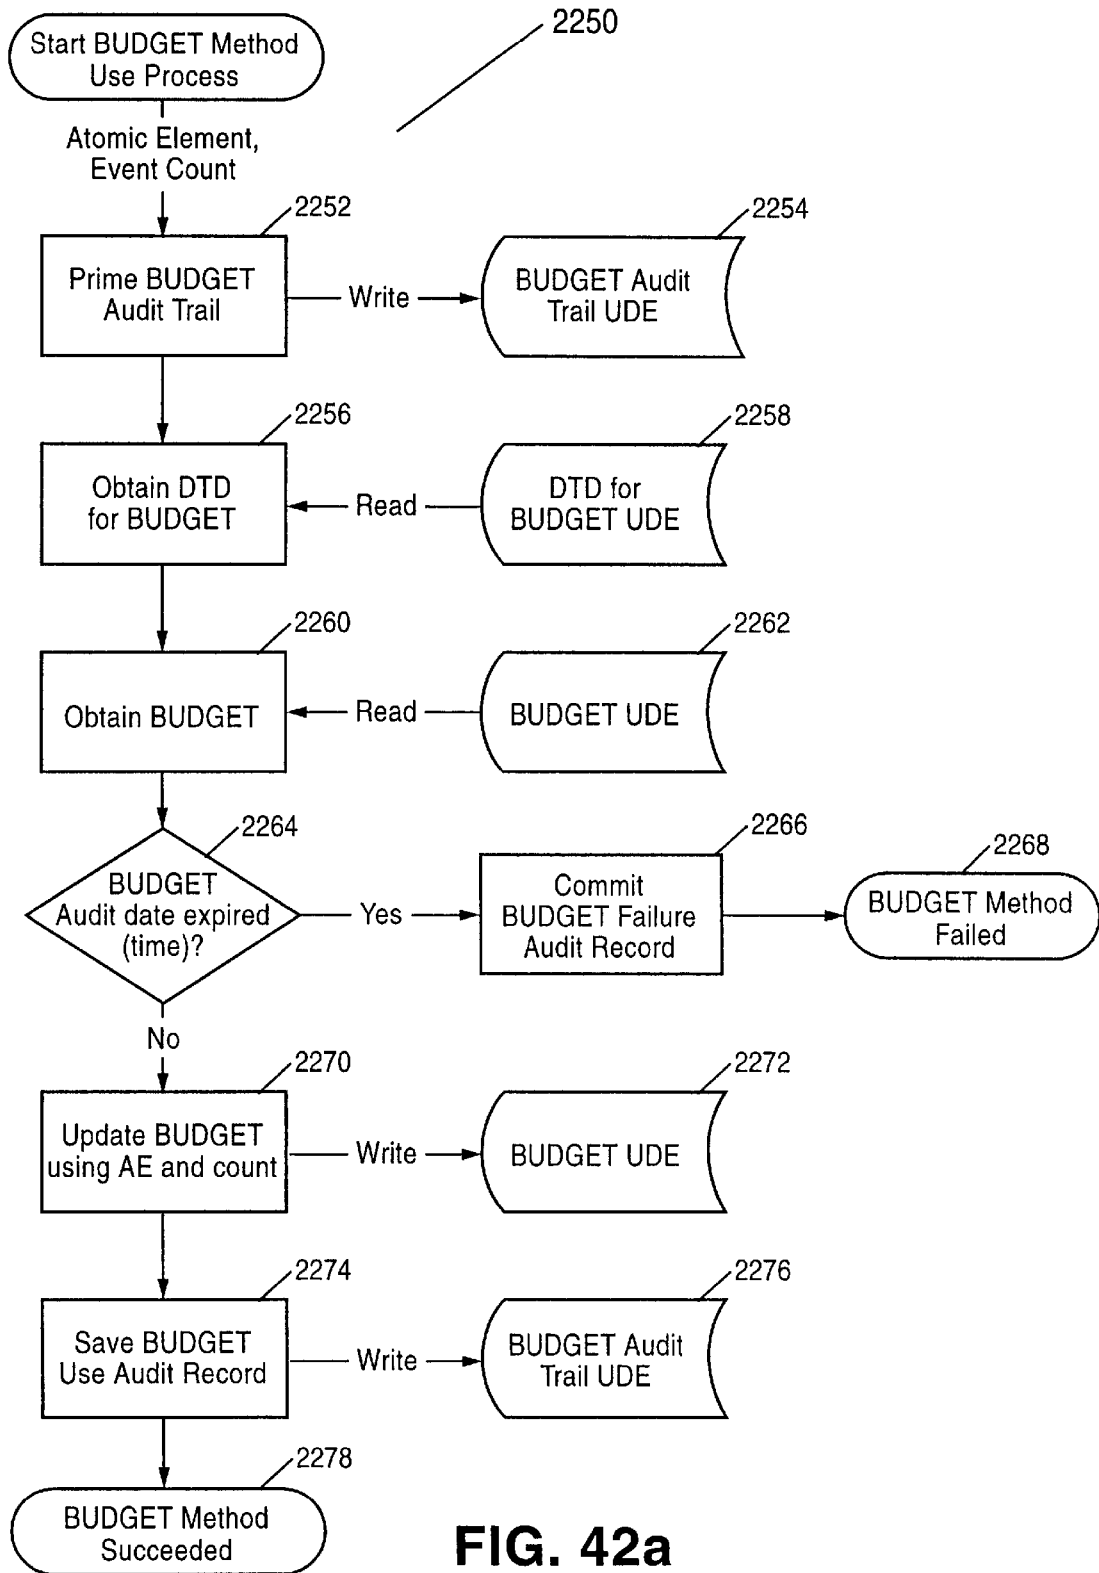 2250
Start BUDGET Method
Use Process
Atomic Element,
Event Count
2252
Prime BUDGET
Audit Trail
Write
2254
BUDGET Audit
Trail UDE
2256
Obtain DTD
for BUDGET
Read
2258
DTD for
BUDGET UDE
2260
Obtain BUDGET
Read
2262
BUDGET UDE
2264
BUDGET
Audit date expired
(time)?
Yes
2266
Commit
BUDGET Failure
Audit Record
2268
BUDGET Method
Failed
No
2270
Update BUDGET
using AE and count
Write
2272
BUDGET UDE
2274
Save BUDGET
Use Audit Record
Write
2276
BUDGET Audit
Trail UDE
2278
BUDGET Method
Succeeded
FIG. 42a